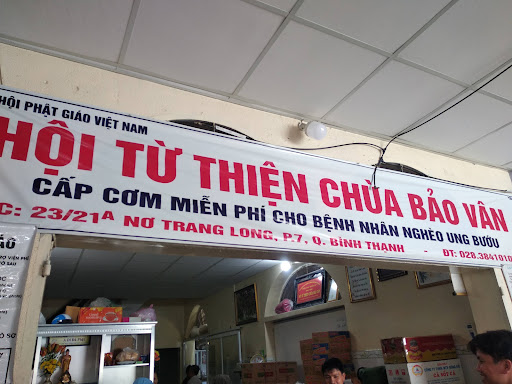 HỘI PHẬT GIÁO VIỆT NAM
HỘI TỪ THIỆN CHÙA BẢO VÂN
CẤP CƠM MIỄN PHÍ CHO BỆNH NHÂN NGHÈO UNG BƯỚU
C: 23/21A NƠ TRANG LONG, P.7, Q. BÌNH THẠNH - ĐT: 028.3841010